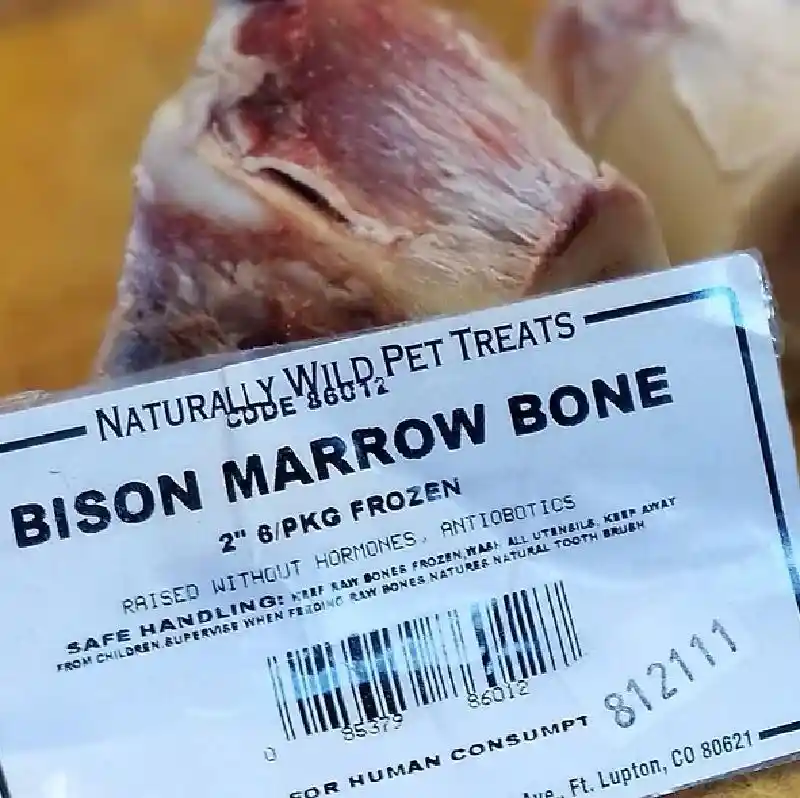 NATURALLY WILD PET TREATS
CODE 86012
BISON MARROW BONE
2" 6/PKG FROZEN
RAISED WITHOUT HORMONES, ANTIOBOTICS
SAFE HANDLING: KEEP RAW BONES FROZEN,WASH ALL UTENSILS, KEEP AWAY
FROM CHILDREN,SUPERVISE WHEN FEEDING RAW BONES NATURES NATURAL TOOTH BRUSH
0 85379 86012
812111
FOR HUMAN CONSUMPT
Ave., Ft. Lupton, CO 80621